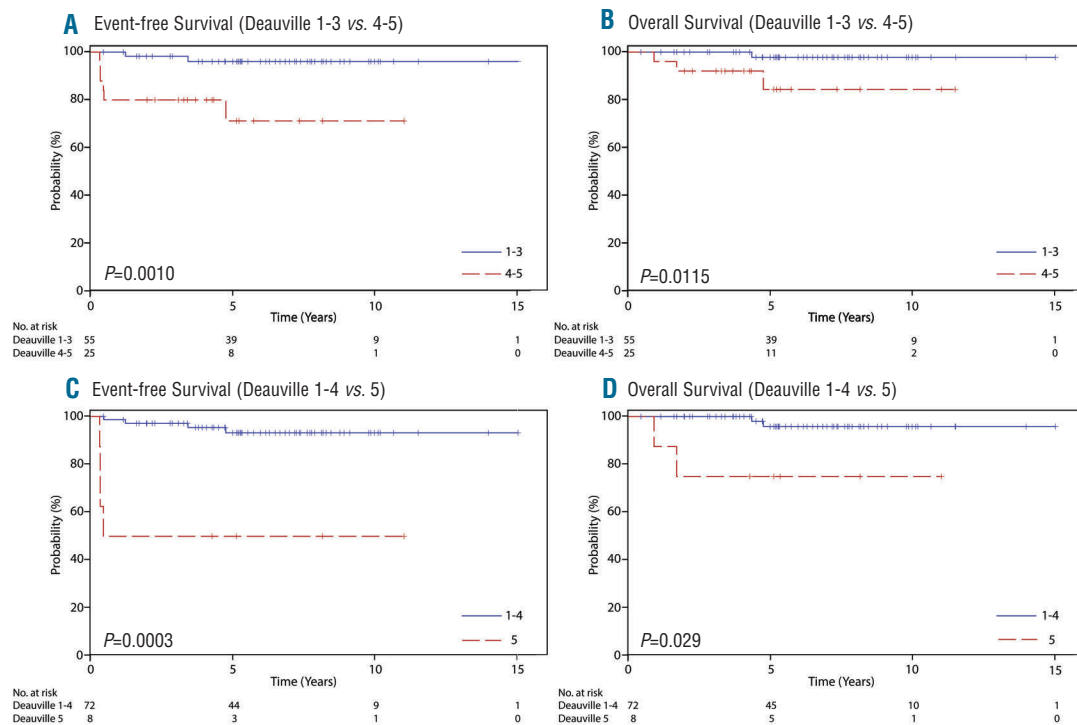 A Event-free Survival (Deauville 1-3 vs. 4-5)
Probability (%)
100
80
60
40
20
0
P=0.0010
1-3
4-5
0 5 10 15
Time (Years)
No. at risk
Deauville 1-3 55 39 9 1
Deauville 4-5 25 8 1 0
B Overall Survival (Deauville 1-3 vs. 4-5)
Probability (%)
100
80
60
40
20
0
P=0.0115
1-3
4-5
0 5 10 15
Time (Years)
No. at risk
Deauville 1-3 55 39 9 1
Deauville 4-5 25 11 2 0
C Event-free Survival (Deauville 1-4 vs. 5)
Probability (%)
100
80
60
40
20
0
P=0.0003
1-4
5
0 5 10 15
Time (Years)
No. at risk
Deauville 1-4 72 44 9 1
Deauville 5 8 3 1 0
D Overall Survival (Deauville 1-4 vs. 5)
Probability (%)
100
80
60
40
20
0
P=0.029
1-4
5
0 5 10 15
Time (Years)
No. at risk
Deauville 1-4 72 45 10 1
Deauville 5 8 5 1 0